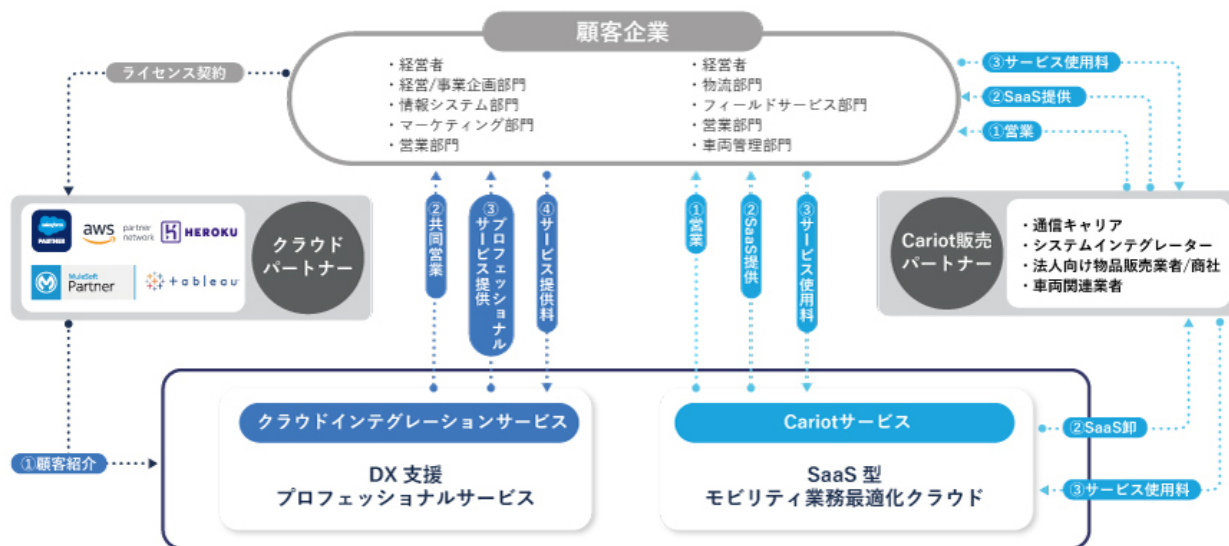 顧客企業
・経営者
・経営/事業企画部門
・情報システム部門
・マーケティング部門
・営業部門
・経営者
・物流部門
・フィールドサービス部門
・営業部門
・車両管理部門
ライセンス契約
③サービス使用料
②SaaS提供
①営業
salesforce
PARTNER
aws
partner
network
HEROKU
MuleSoft
Partner
+ableau
クラウド
パートナー
②共同営業
③プロフェッショナル
サービス提供
④サービス提供料
①営業
②SaaS提供
③サービス使用料
Cariot販売
パートナー
・通信キャリア
・システムインテグレーター
・法人向け物品販売業者/商社
・車両関連業者
①顧客紹介
クラウドインテグレーションサービス
DX 支援
プロフェッショナルサービス
Cariotサービス
SaaS 型
モビリティ業務最適化クラウド
②SaaS卸
③サービス使用料